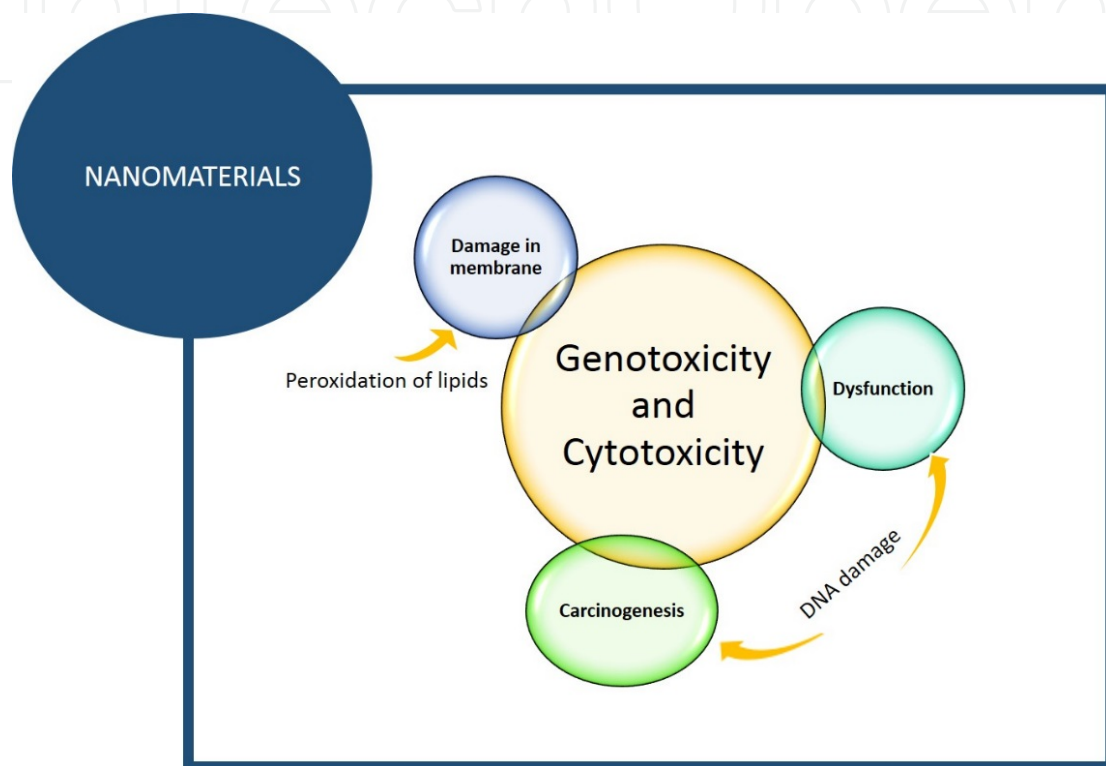 NANOMATERIALS
Damage in
membrane
Peroxidation of lipids
Genotoxicity
and
Cytotoxicity
Dysfunction
DNA damage
Carcinogenesis